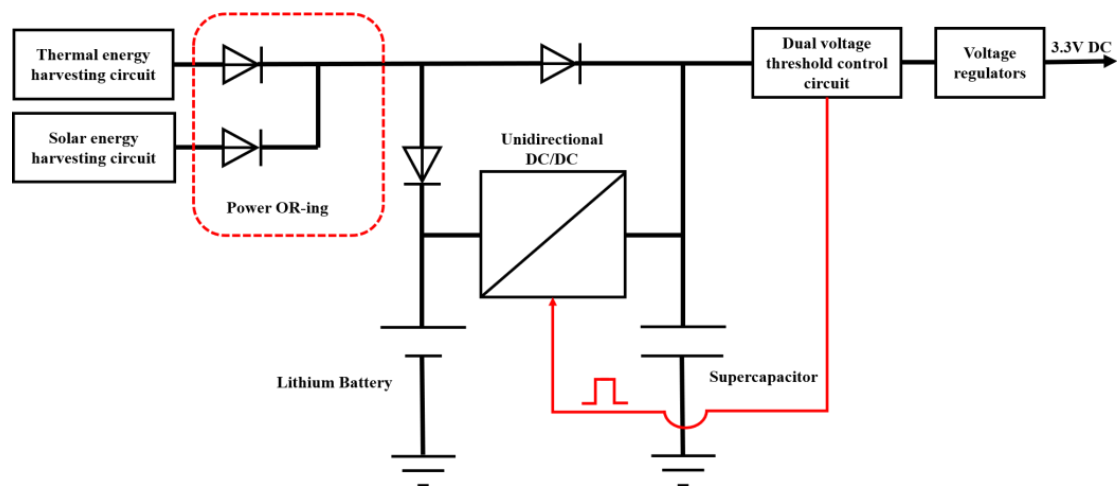 Thermal energy
harvesting circuit
Solar energy
harvesting circuit
Power OR-ing
Unidirectional
DC/DC
Dual voltage
threshold control
circuit
Voltage
regulators
3.3V DC
Lithium Battery
Supercapacitor